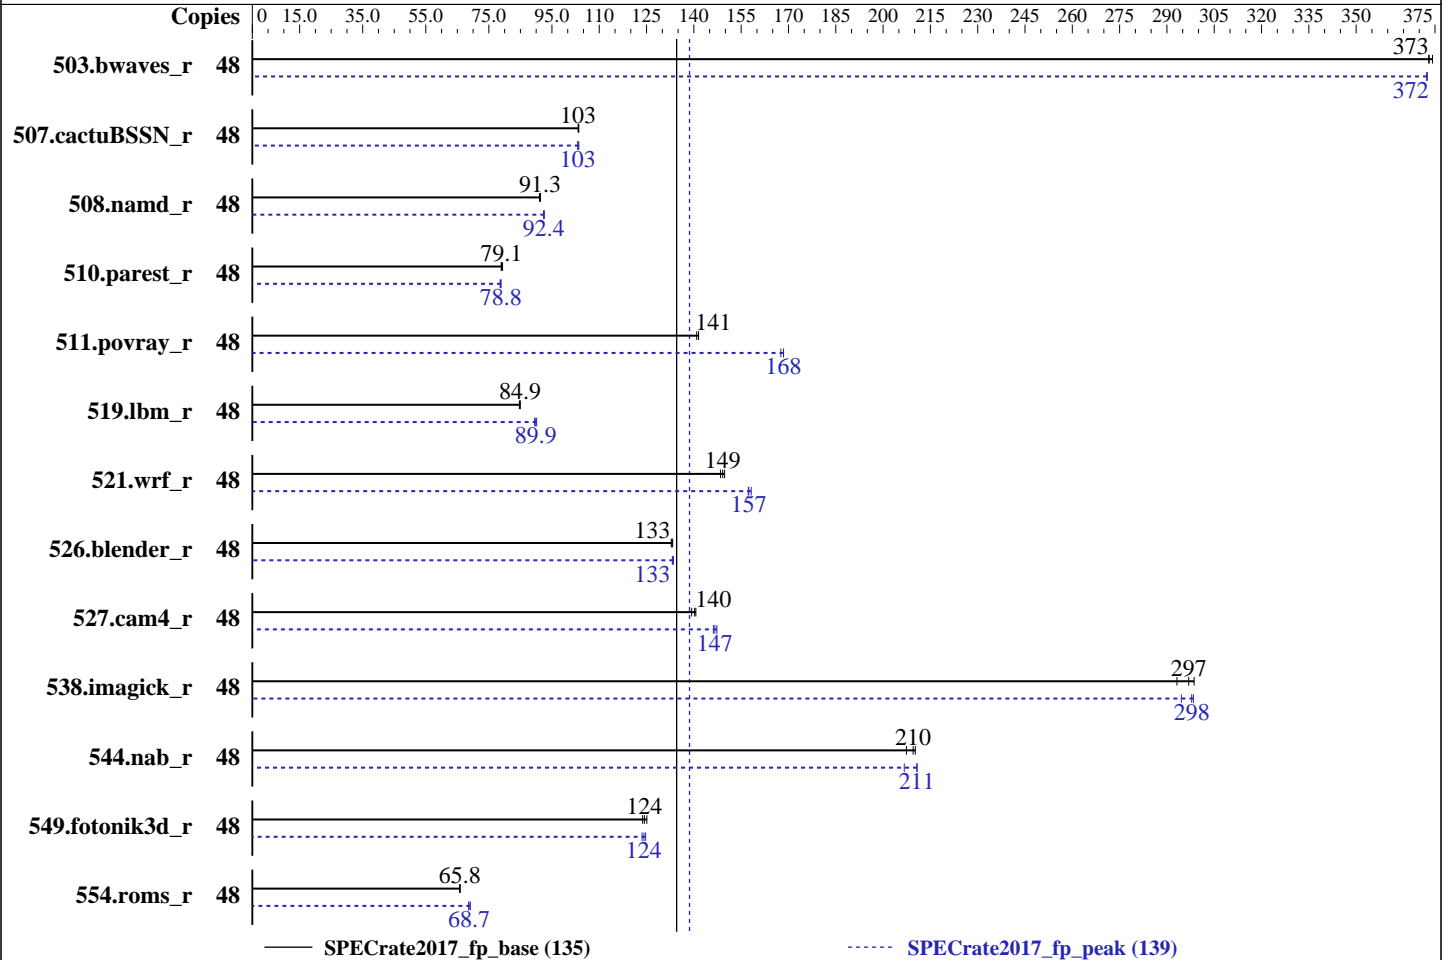 Copies 0 15.0 35.0 55.0 75.0 95.0 110 125 140 155 170 185 200 215 230 245 260 275 290 305 320 335 350 375
503.bwaves_r 48 373
372
507.cactuBSSN_r 48 103
103
508.namd_r 48 91.3
92.4
510.parest_r 48 79.1
78.8
511.povray_r 48 141
168
519.lbm_r 48 84.9
89.9
521.wrf_r 48 149
157
526.blender_r 48 133
133
527.cam4_r 48 140
147
538.imagick_r 48 297
298
544.nab_r 48 210
211
549.fotonik3d_r 48 124
124
554.roms_r 48 65.8
68.7
SPECrate2017_fp_base (135) SPECrate2017_fp_peak (139)